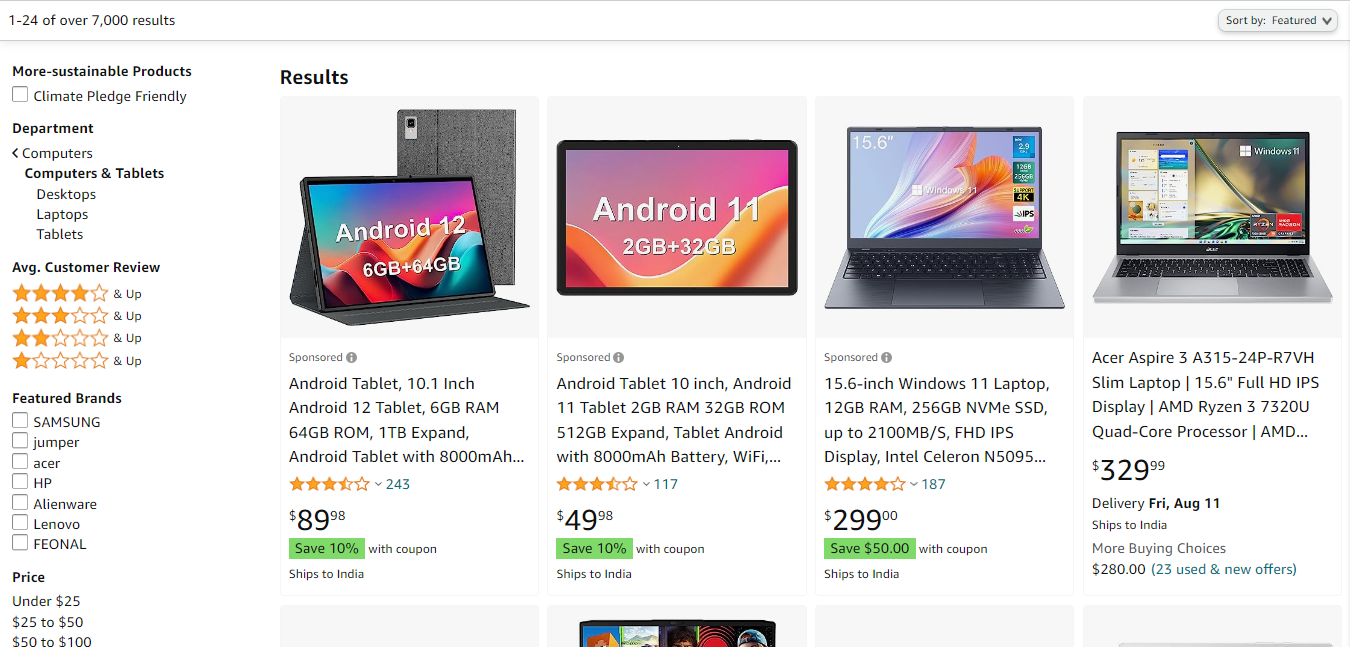 1-24 of over 7,000 results
Sort by: Featured
More-sustainable Products
Climate Pledge Friendly
Department
Computers
Computers & Tablets
Desktops
Laptops
Tablets
Avg. Customer Review
& Up
& Up
& Up
& Up
Featured Brands
SAMSUNG
jumper
acer
HP
Alienware
Lenovo
FEONAL
Price
Under $25
$25 to $50
$50 to $100
Results
Android 12
6GB+64GB
Sponsored
Android Tablet, 10.1 Inch
Android 12 Tablet, 6GB RAM
64GB ROM, 1TB Expand,
Android Tablet with 8000mAh...
243
$89.98
Save 10% with coupon
Ships to India
Android 11
2GB+32GB
Sponsored
Android Tablet 10 inch, Android
11 Tablet 2GB RAM 32GB ROM
512GB Expand, Tablet Android
with 8000mAh Battery, WiFi,...
117
$49.98
Save 10% with coupon
Ships to India
15.6"
Windows 11
2.9
12GB
256GB
SUPPORT
4K
IPS
Sponsored
15.6-inch Windows 11 Laptop,
12GB RAM, 256GB NVMe SSD,
up to 2100MB/S, FHD IPS
Display, Intel Celeron N5095...
187
$299.00
Save $50.00 with coupon
Ships to India
Windows 11
RYZEN
RADEON
acer
Acer Aspire 3 A315-24P-R7VH
Slim Laptop | 15.6" Full HD IPS
Display | AMD Ryzen 3 7320U
Quad-Core Processor | AMD...
$329.99
Delivery Fri, Aug 11
Ships to India
More Buying Choices
$280.00 (23 used & new offers)